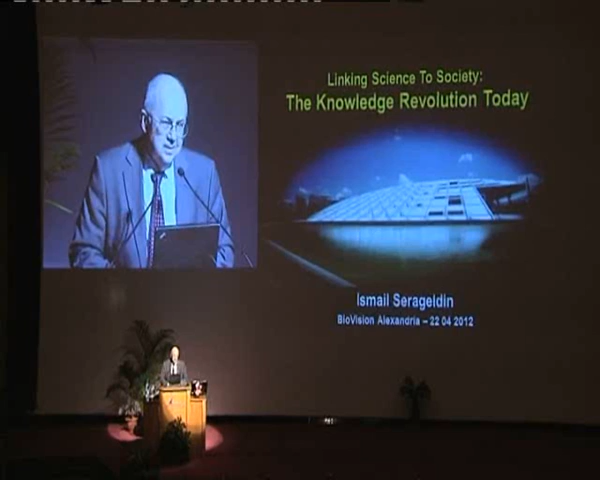 Linking Science To Society:
The Knowledge Revolution Today
Ismail Serageldin
BioVision Alexandria – 22 04 2012